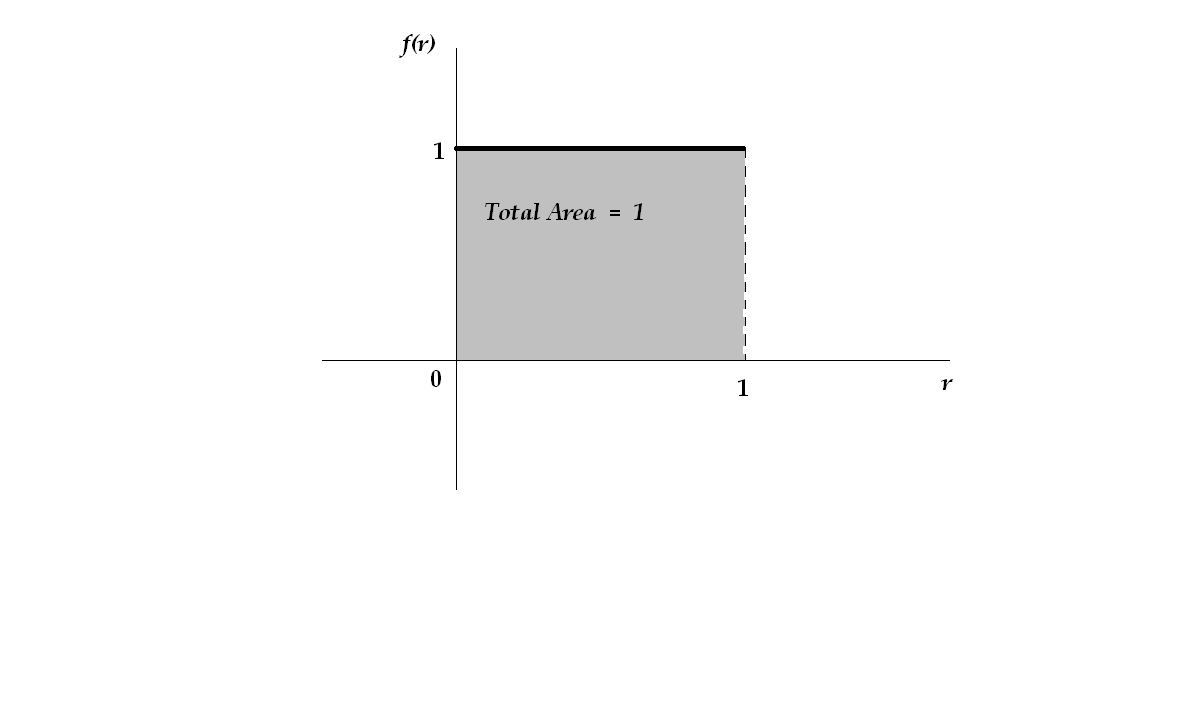 f(r)
1
Total Area = 1
0
1
r